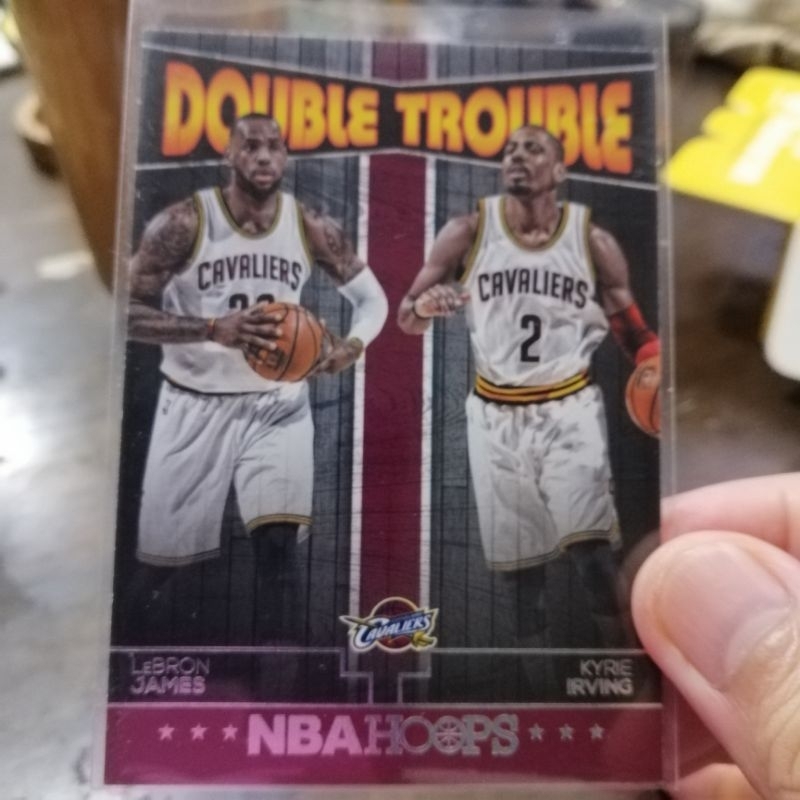 DOUBLE TROUBLE
CAVALIERS
CAVALIERS
2
CAVALIERS
LEBRON
JAMES
KYRIE
IRVING
NBA HOOPS